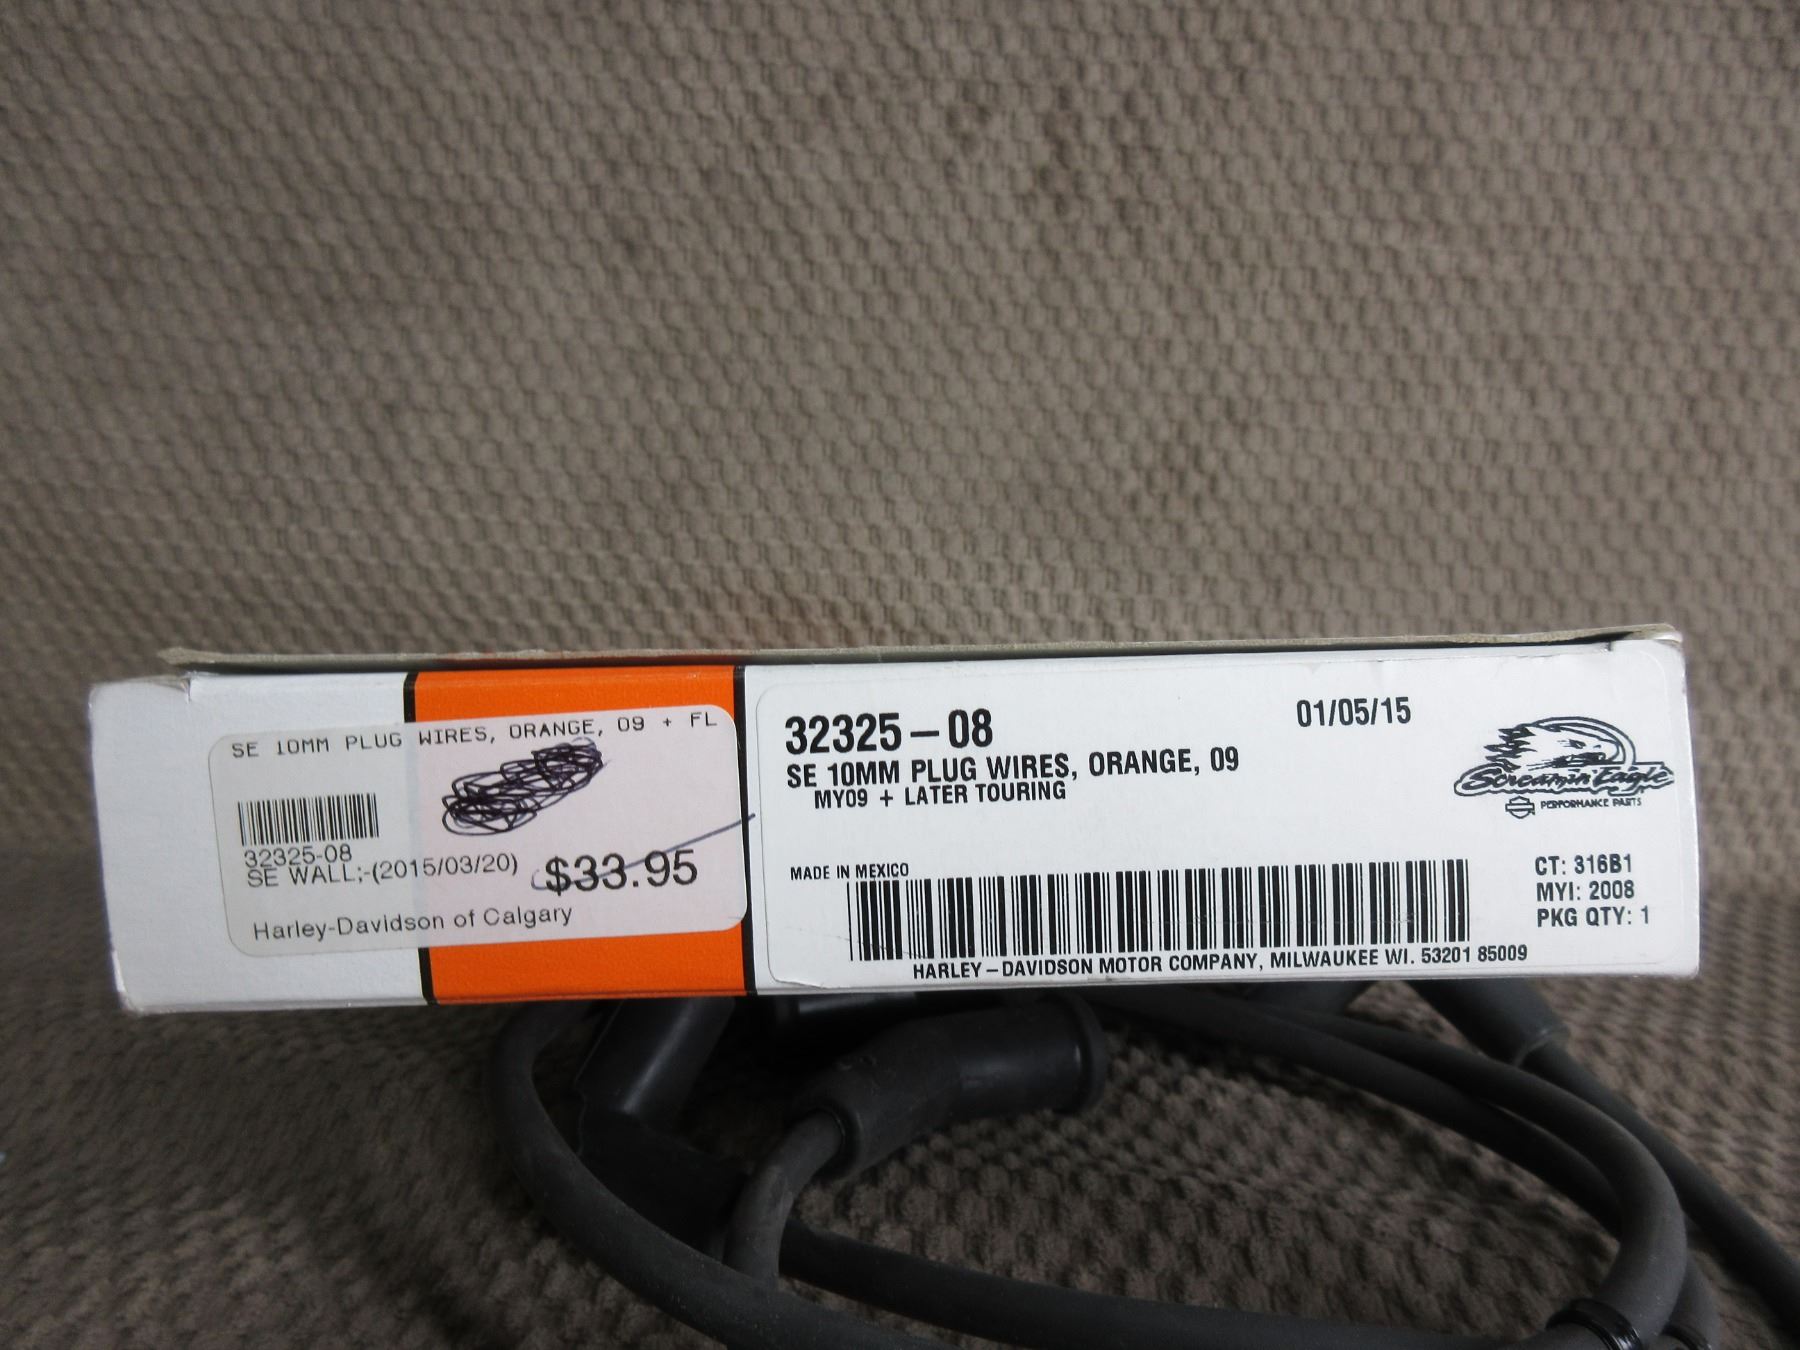 SE 10MM PLUG WIRES, ORANGE, 09 + FL
32325-08
SE WALL;-(2015/03/20)
$33.95
Harley-Davidson of Calgary
32325-08
01/05/15
SE 10MM PLUG WIRES, ORANGE, 09
MY09 + LATER TOURING
Screamin' Eagle
PERFORMANCE PARTS
MADE IN MEXICO
CT: 316B1
MYI: 2008
PKG QTY: 1
HARLEY-DAVIDSON MOTOR COMPANY, MILWAUKEE WI. 53201 85009